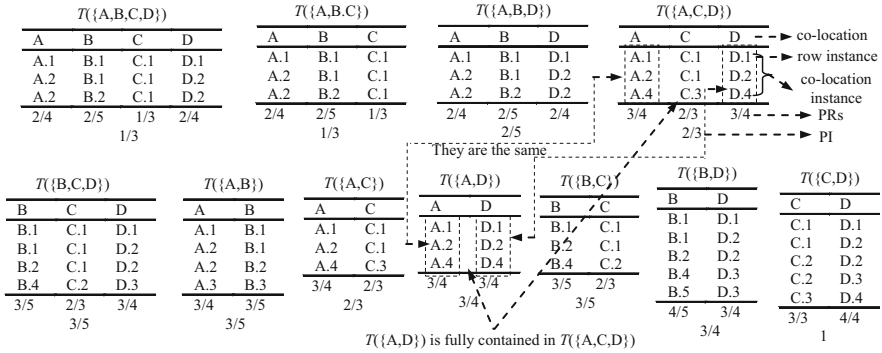 T({A,B,C,D}) T({A,B.C}) T({A,B,D}) T({A,C,D})
A B C D A B C A B D A C D co-location
A.1 B.1 C.1 D.1 A.1 B.1 C.1 A.1 B.1 D.1 A.1 C.1 D.1 row instance
A.2 B.1 C.1 D.2 A.2 B.1 C.1 A.2 B.1 D.2 A.2 C.1 D.2 co-location
A.2 B.2 C.1 D.2 A.2 B.2 C.1 A.2 B.2 D.2 A.4 C.3 D.4 instance
2/4 2/5 1/3 2/4 2/4 2/5 1/3 2/4 2/5 2/4 3/4 2/3 3/4 PRs
1/3 1/3 2/5 2/3 PI
They are the same
T({B,C,D}) T({A,B}) T({A,C}) T({A,D}) T({B,C}) T({B,D}) T({C,D})
B C D A B A C A D B C B D C D
B.1 C.1 D.1 A.1 B.1 A.1 C.1 A.1 D.1 B.1 C.1 B.1 D.1 C.1 D.1
B.1 C.1 D.2 A.2 B.1 A.2 C.1 A.2 D.2 B.2 C.1 B.1 D.2 C.1 D.2
B.2 C.1 D.2 A.2 B.2 A.4 C.3 A.4 D.4 B.4 C.2 B.2 D.2 C.2 D.2
B.4 C.2 D.3 A.3 B.3 B.4 D.3 C.2 D.3
B.5 D.3 C.3 D.4
3/5 2/3 3/4 3/4 3/5 3/4 2/3 3/4 3/4 3/5 2/3 4/5 3/4 3/3 4/4
3/5 3/5 2/3 3/4 3/5 3/4 1
T({A,D}) is fully contained in T({A,C,D})